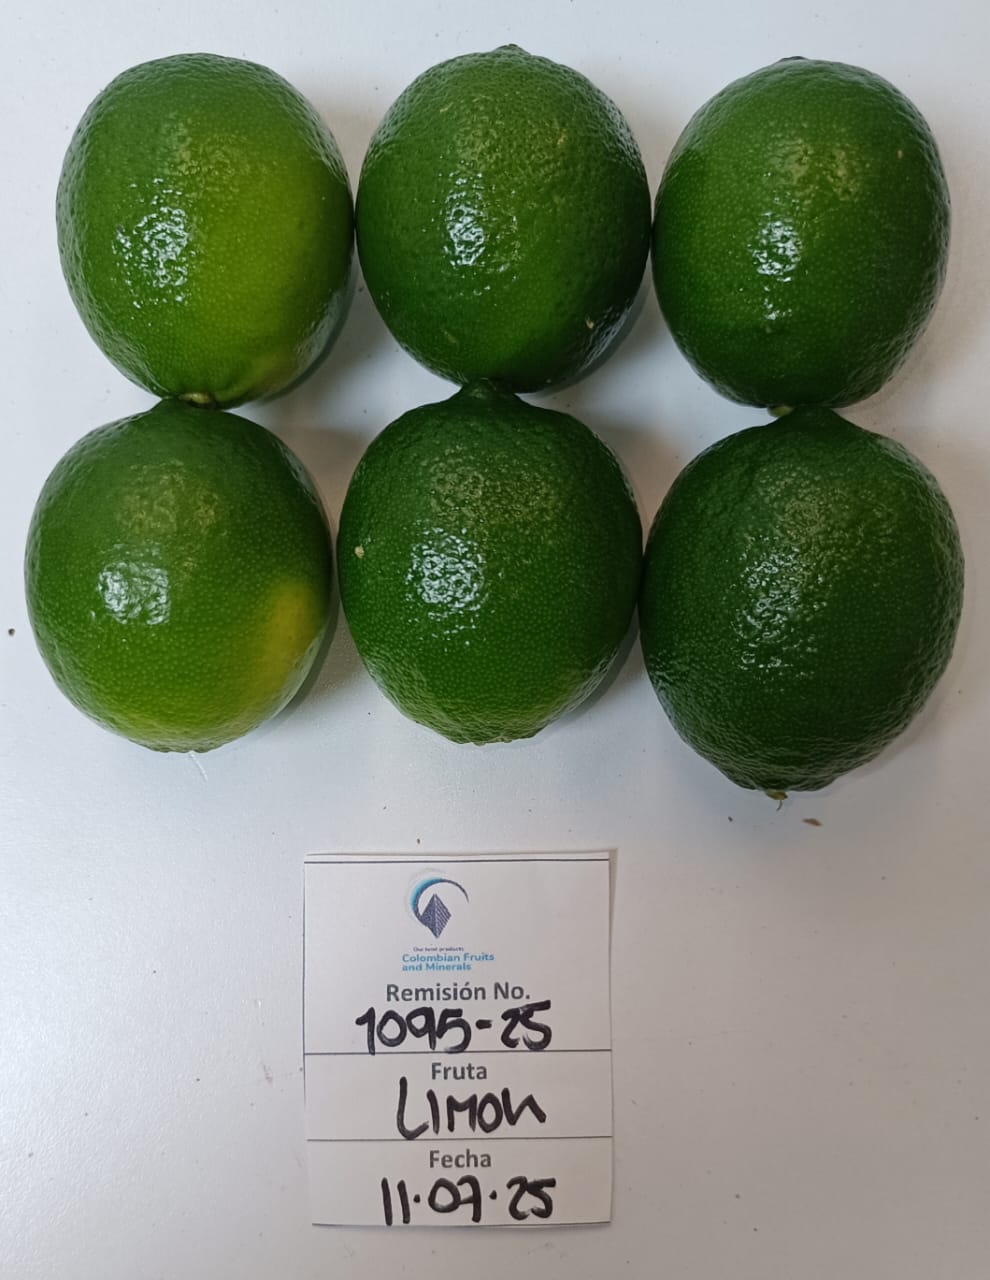 Our best products
Colombian Fruits
and Minerals
Remisión No.
1095-25
Fruta
LIMON
Fecha
11·07·25